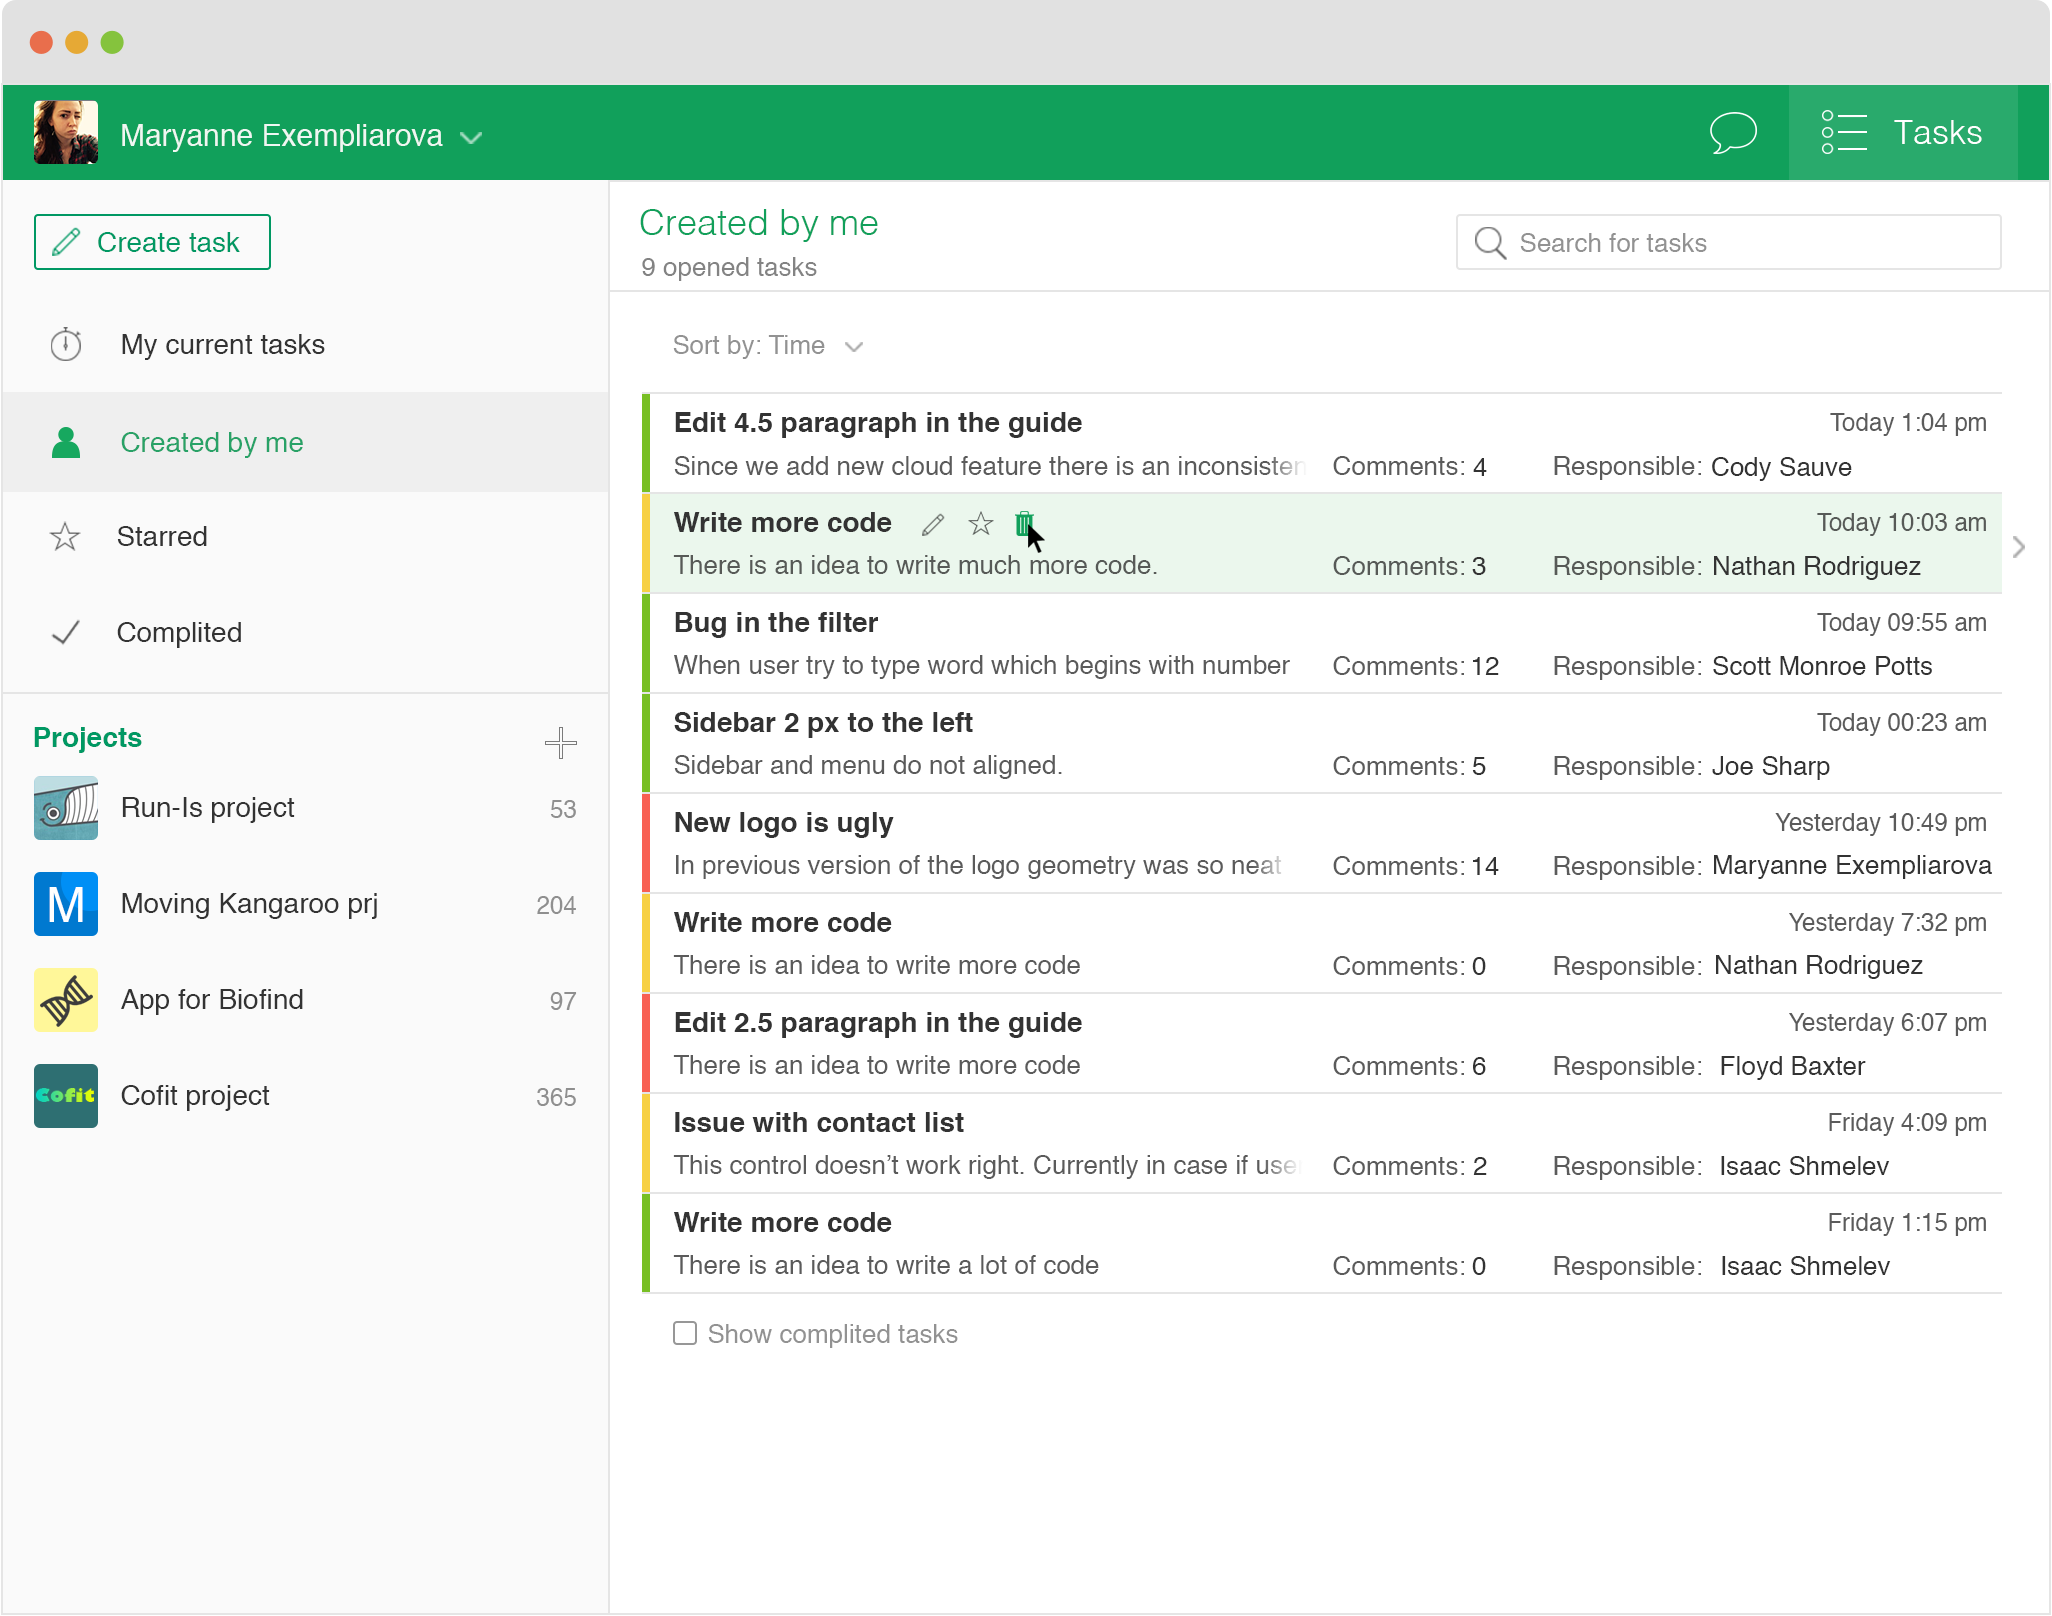 Maryanne Exempliarova
Tasks
Create task
My current tasks
Created by me
Starred
Complited
Projects
Run-Is project 53
M Moving Kangaroo prj 204
App for Biofind 97
Cofit Cofit project 365
Created by me
9 opened tasks
Search for tasks
Sort by: Time
Edit 4.5 paragraph in the guide Today 1:04 pm
Since we add new cloud feature there is an inconsisten Comments: 4 Responsible: Cody Sauve
Write more code Today 10:03 am
There is an idea to write much more code. Comments: 3 Responsible: Nathan Rodriguez
Bug in the filter Today 09:55 am
When user try to type word which begins with number Comments: 12 Responsible: Scott Monroe Potts
Sidebar 2 px to the left Today 00:23 am
Sidebar and menu do not aligned. Comments: 5 Responsible: Joe Sharp
New logo is ugly Yesterday 10:49 pm
In previous version of the logo geometry was so neat Comments: 14 Responsible: Maryanne Exempliarova
Write more code Yesterday 7:32 pm
There is an idea to write more code Comments: 0 Responsible: Nathan Rodriguez
Edit 2.5 paragraph in the guide Yesterday 6:07 pm
There is an idea to write more code Comments: 6 Responsible: Floyd Baxter
Issue with contact list Friday 4:09 pm
This control doesn’t work right. Currently in case if user Comments: 2 Responsible: Isaac Shmelev
Write more code Friday 1:15 pm
There is an idea to write a lot of code Comments: 0 Responsible: Isaac Shmelev
Show complited tasks